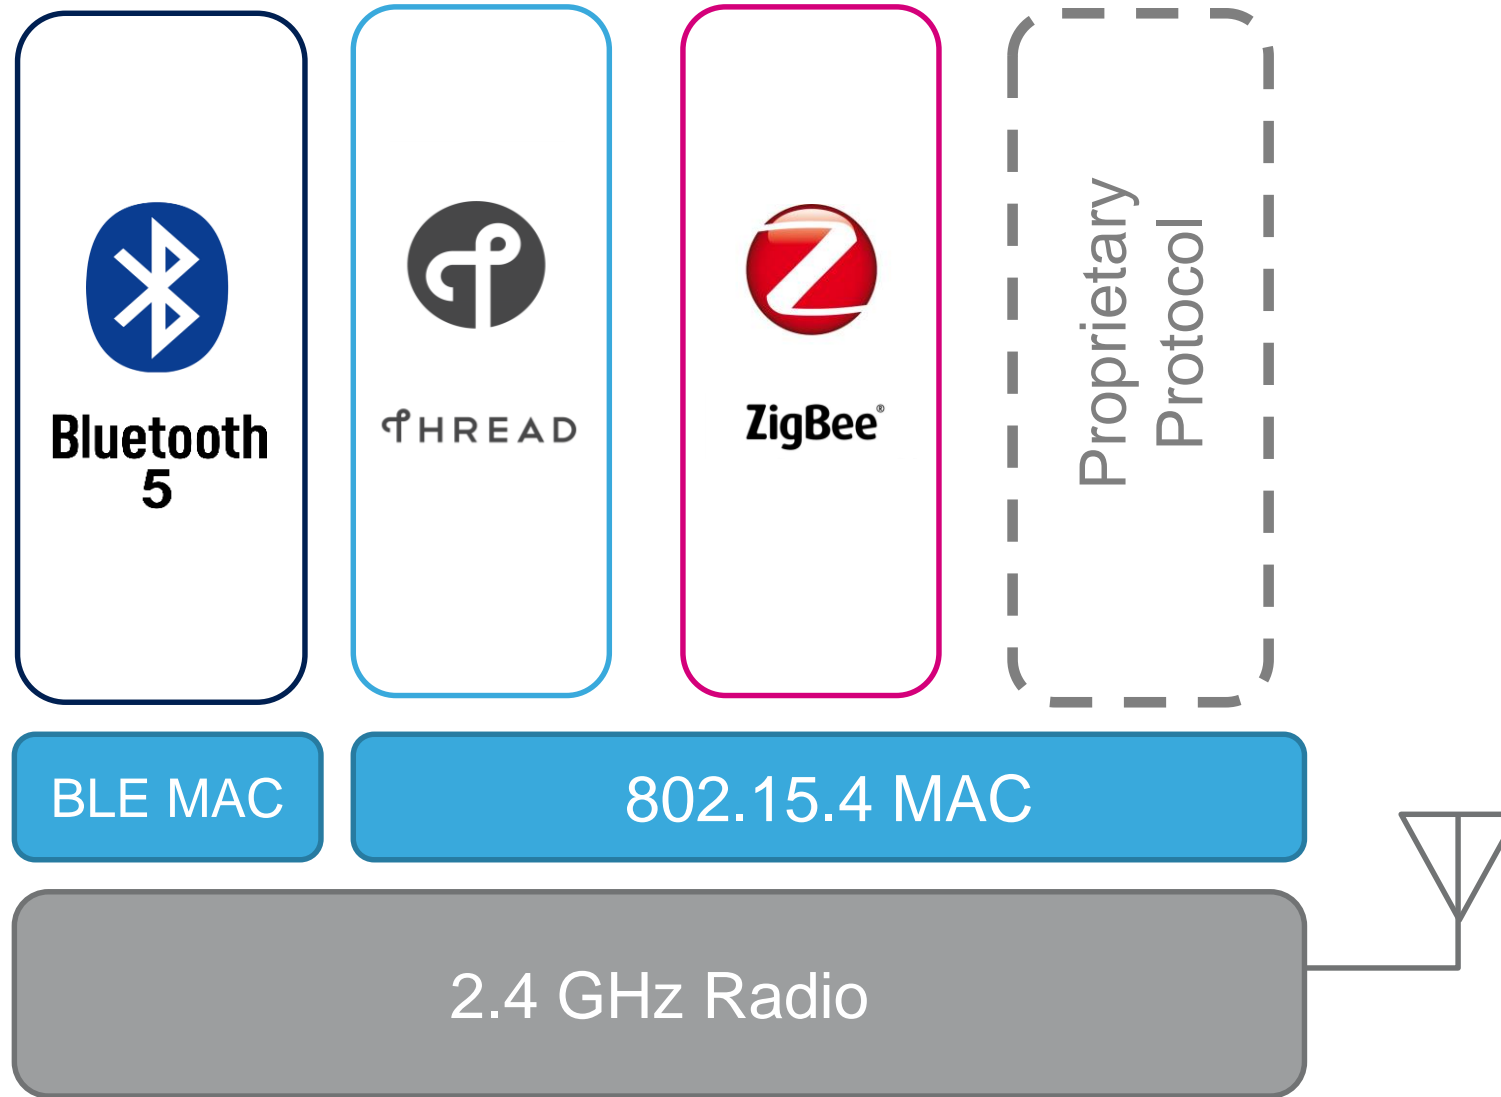 Bluetooth
5
THREAD
ZigBee®
Proprietary
Protocol
BLE MAC
802.15.4 MAC
2.4 GHz Radio